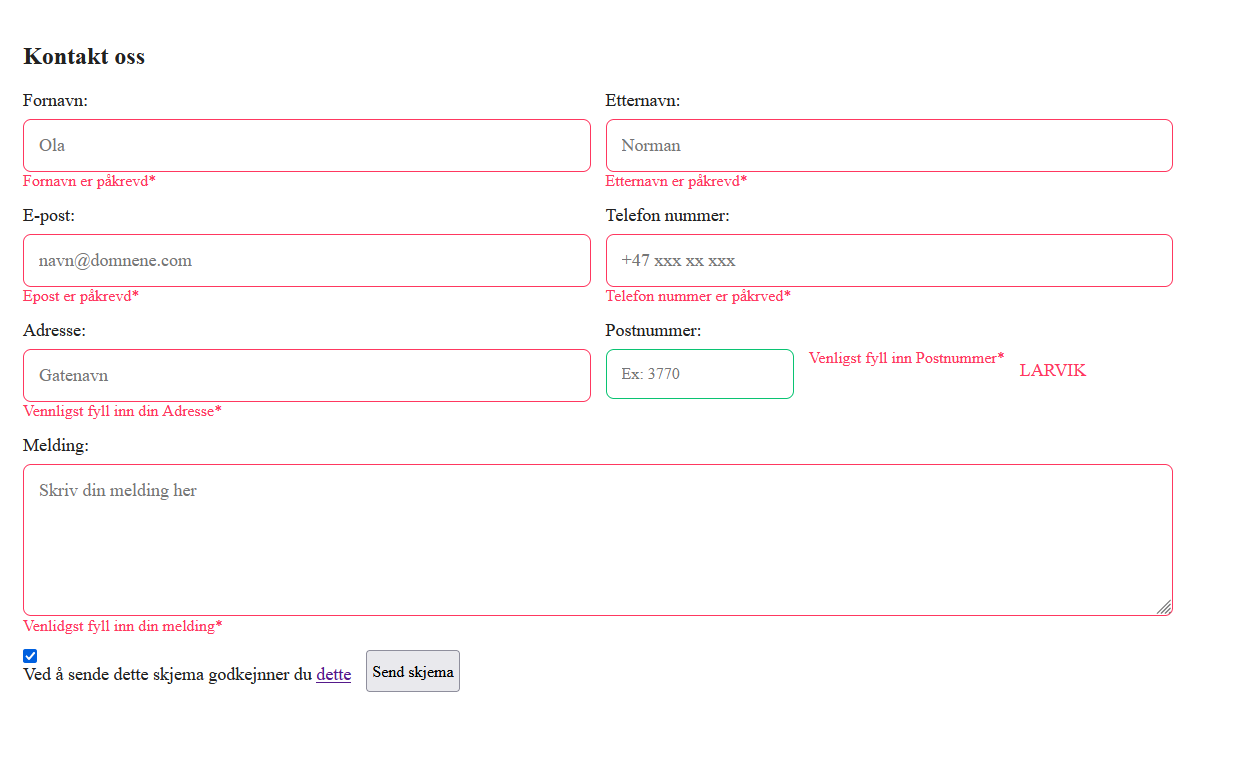 Kontakt oss
Fornavn:
Etternavn:
Ola
Norman
Fornavn er påkrevd*
Etternavn er påkrevd*
E-post:
Telefon nummer:
navn@domnene.com
+47 xxx xx xxx
Epost er påkrevd*
Telefon nummer er påkrved*
Adresse:
Postnummer:
Gatenavn
Ex: 3770
Venligst fyll inn Postnummer*
LARVIK
Vennligst fyll inn din Adresse*
Melding:
Skriv din melding her
Venlidgst fyll inn din melding*
Ved å sende dette skjema godkejnner du dette
Send skjema